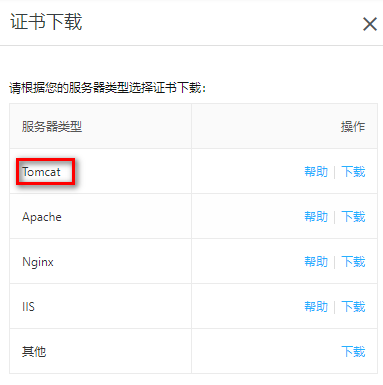 证书下载
请根据您的服务器类型选择证书下载：
服务器类型 操作
Tomcat 帮助 | 下载
Apache 帮助 | 下载
Nginx 帮助 | 下载
IIS 帮助 | 下载
其他 下载